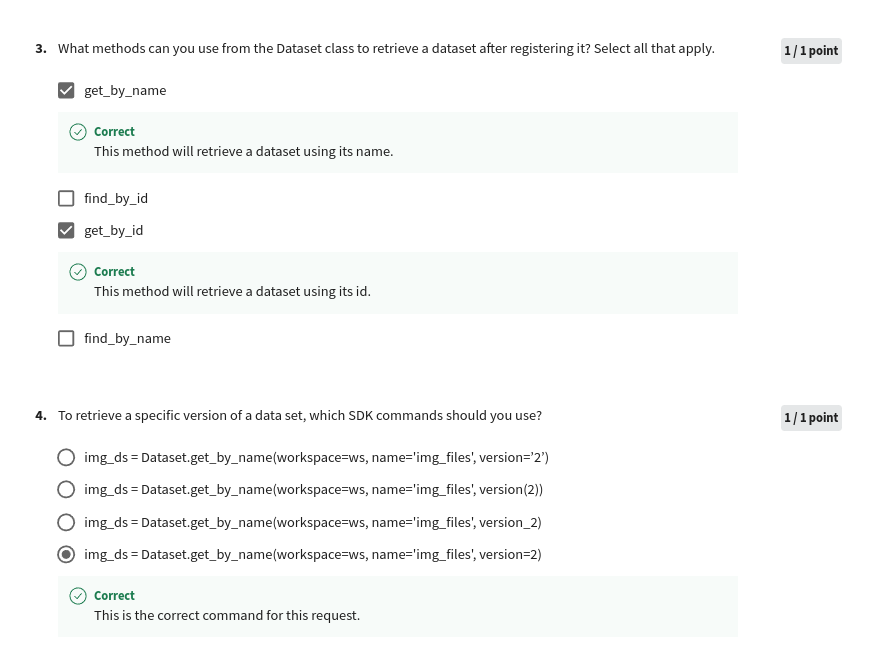 3. What methods can you use from the Dataset class to retrieve a dataset after registering it? Select all that apply.
1 / 1 point
get_by_name
Correct
This method will retrieve a dataset using its name.
find_by_id
get_by_id
Correct
This method will retrieve a dataset using its id.
find_by_name
4. To retrieve a specific version of a data set, which SDK commands should you use?
1 / 1 point
img_ds = Dataset.get_by_name(workspace=ws, name='img_files', version=’2’)
img_ds = Dataset.get_by_name(workspace=ws, name='img_files', version(2))
img_ds = Dataset.get_by_name(workspace=ws, name='img_files', version_2)
img_ds = Dataset.get_by_name(workspace=ws, name='img_files', version=2)
Correct
This is the correct command for this request.